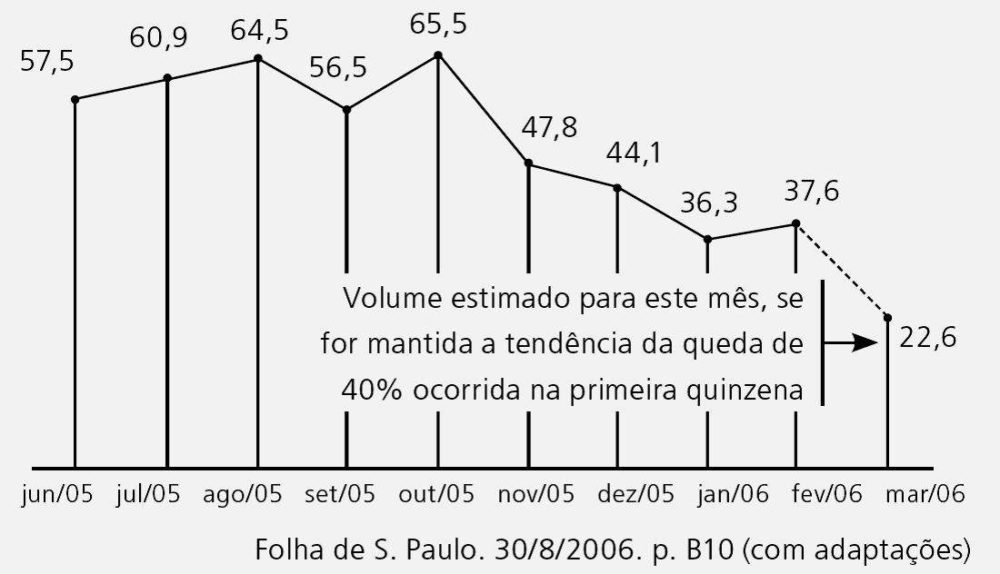 65,5
64,5
60,9
57,5
56,5
47,8
44,1
37,6
36,3
Volume estimado para este mês, se
for mantida a tendência da queda de
22,6
40% ocorrida na primeira quinzena
jun/05 jul/05 ago/05 set/05 out/05 nov/05 dez/05 jan/06 fev/06 mar/06
Folha de S. Paulo. 30/8/2006. p. B10 (com adaptações)